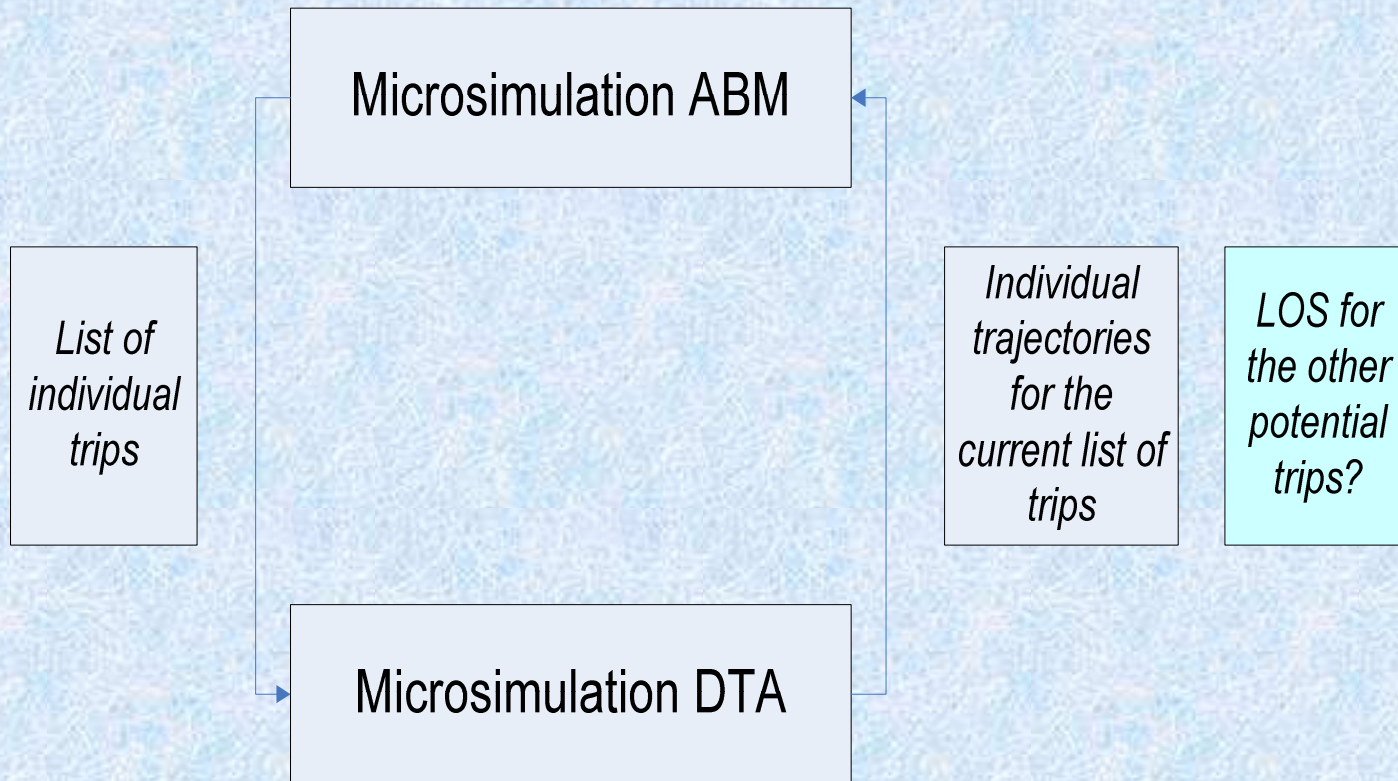 Microsimulation ABM
List of
individual
trips
Individual
trajectories
for the
current list of
trips
LOS for
the other
potential
trips?
Microsimulation DTA